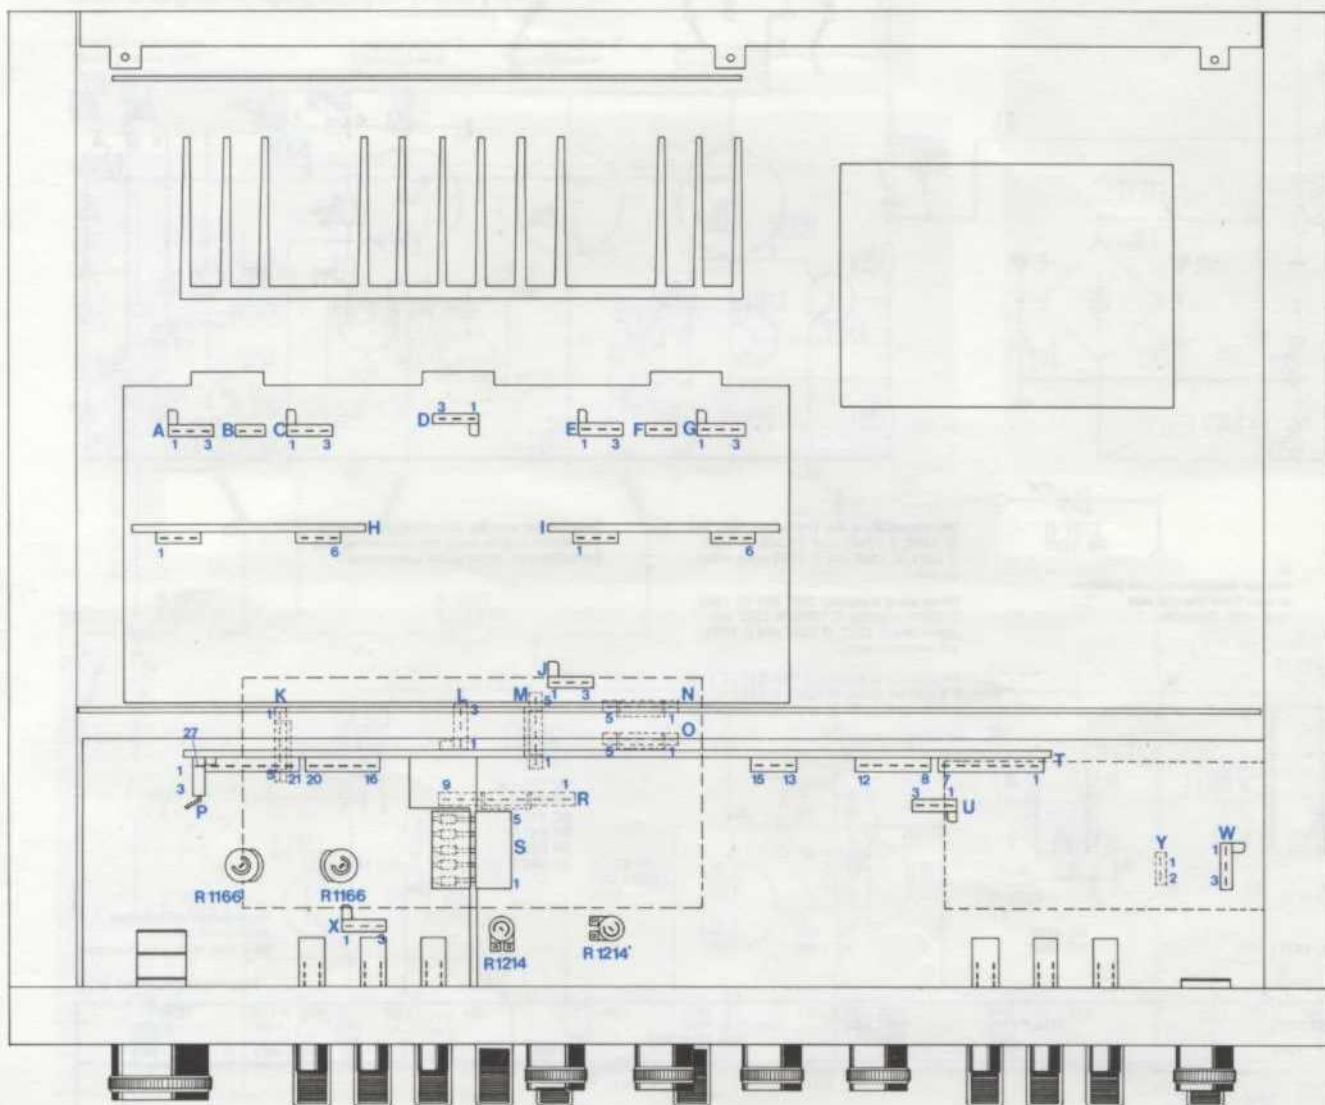 3 1
A B C D E F G
1 3 1 3 1 3 1 3
H I
1 6 1 6
J
1 3
K L M N
1 3 5 5 1
O
27 1 5 1
1 5 21 20 16 15 13 12 8 7 1 T
3 9 1 R 3 1 U
P
5
S
1
Y W
1 1
2 3
R1166' R1166
X
1 3
R1214 R1214'